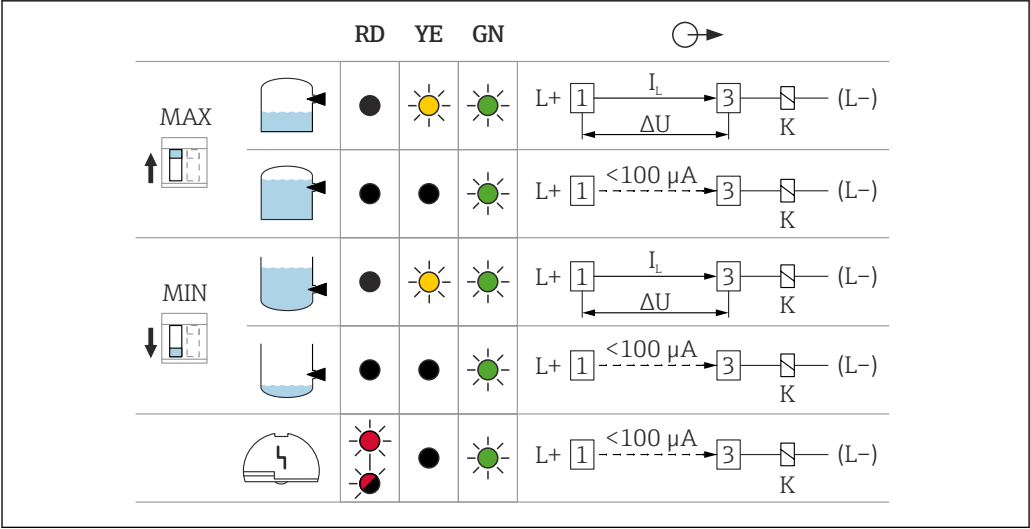 RD YE GN
MAX
L+ 1 I_L 3 (L−)
ΔU K
L+ 1 <100 μA 3 (L−)
K
MIN
L+ 1 I_L 3 (L−)
ΔU K
L+ 1 <100 μA 3 (L−)
K
L+ 1 <100 μA 3 (L−)
K